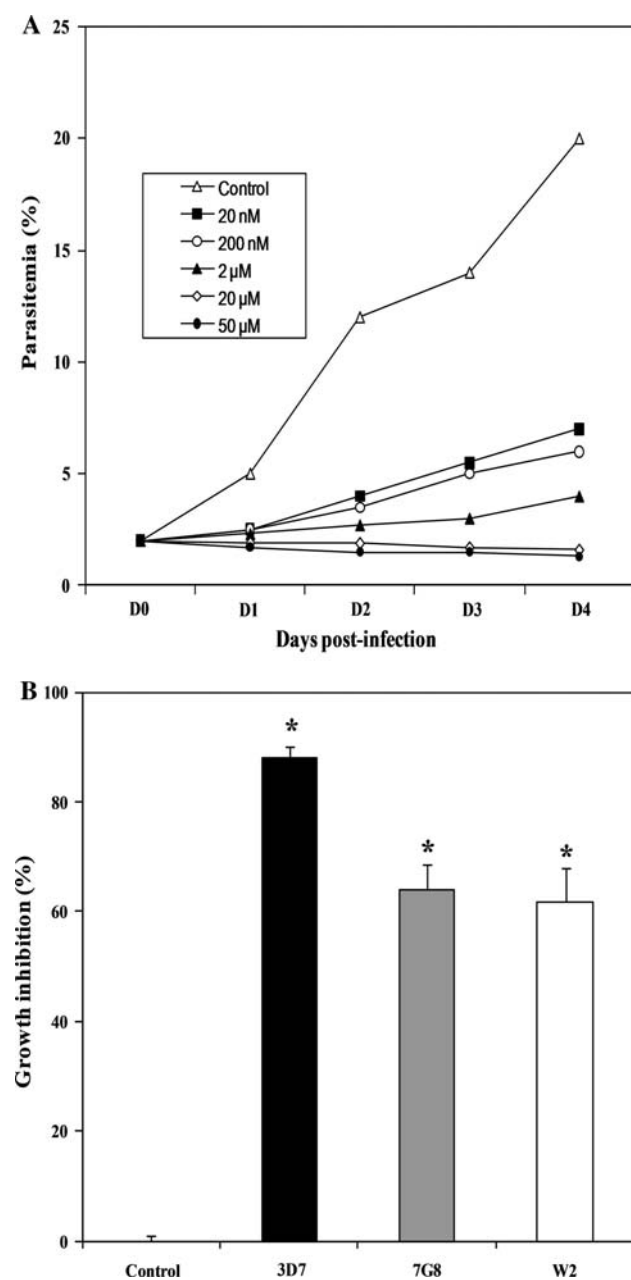 A
25
20
15
10
5
0
Parasitemia (%)
Control
20 nM
200 nM
2 µM
20 µM
50 µM
D0 D1 D2 D3 D4
Days post-infection
B
100
80
60
40
20
0
Growth inhibition (%)
* * *
Control 3D7 7G8 W2